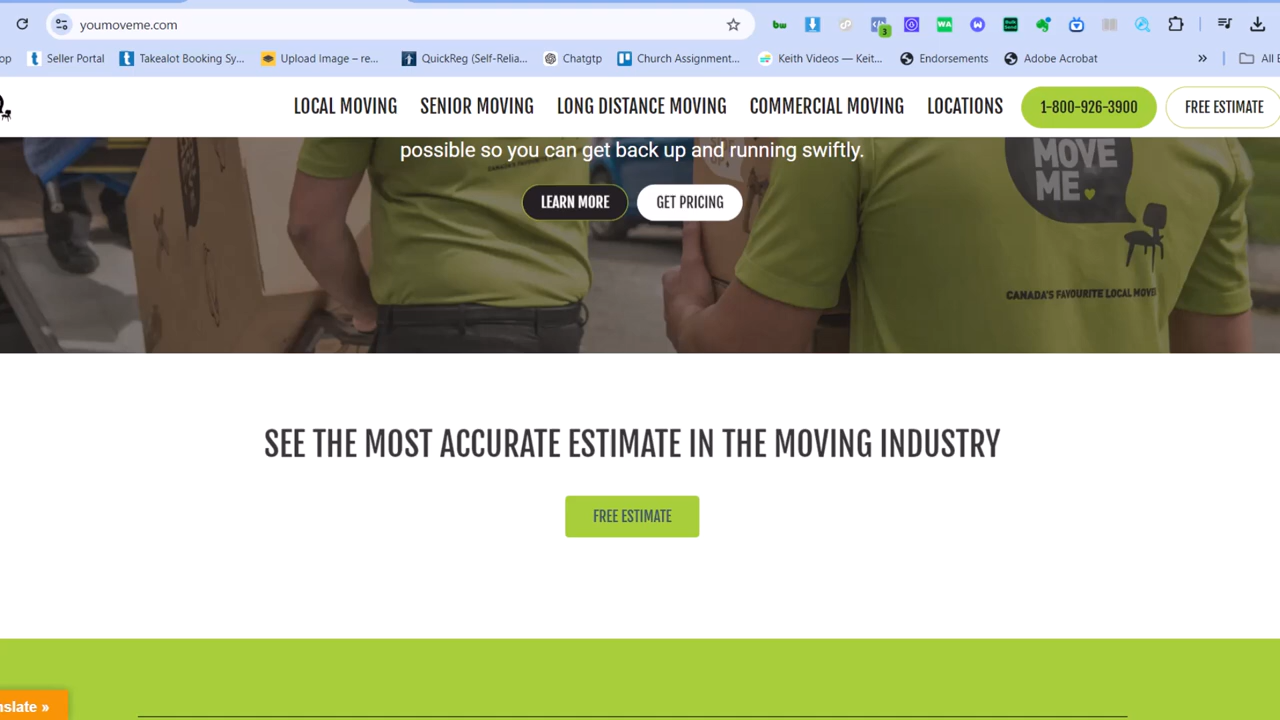 youmoveme.com
3
op
Seller Portal
Takealot Booking Sy...
Upload Image – re...
QuickReg (Self-Relia...
Chatgtp
Church Assignment...
Keith Videos — Keit...
Endorsements
Adobe Acrobat
»
All B
LOCAL MOVING
SENIOR MOVING
LONG DISTANCE MOVING
COMMERCIAL MOVING
LOCATIONS
1-800-926-3900
FREE ESTIMATE
possible so you can get back up and running swiftly.
MOVE
ME
LEARN MORE
GET PRICING
CANADA'S FAVOURITE LOCAL MOVE
SEE THE MOST ACCURATE ESTIMATE IN THE MOVING INDUSTRY
FREE ESTIMATE
nslate »